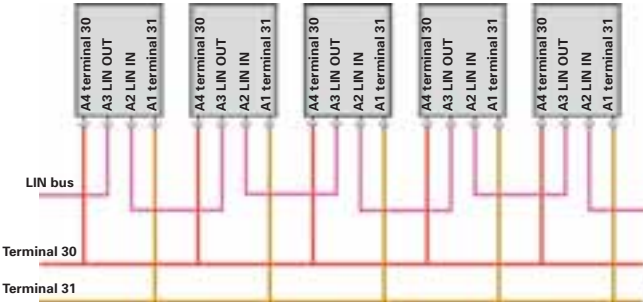 A4 terminal 30
A3 LIN OUT
A2 LIN IN
A1 terminal 31
A4 terminal 30
A3 LIN OUT
A2 LIN IN
A1 terminal 31
A4 terminal 30
A3 LIN OUT
A2 LIN IN
A1 terminal 31
A4 terminal 30
A3 LIN OUT
A2 LIN IN
A1 terminal 31
A4 terminal 30
A3 LIN OUT
A2 LIN IN
A1 terminal 31
LIN bus
Terminal 30
Terminal 31